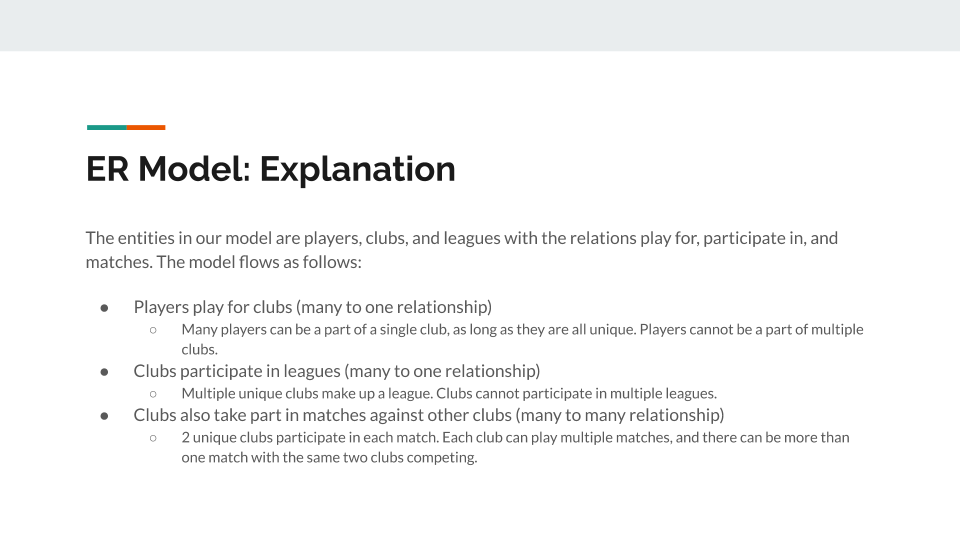 ER Model: Explanation
The entities in our model are players, clubs, and leagues with the relations play for, participate in, and
matches. The model flows as follows:
● Players play for clubs (many to one relationship)
○ Many players can be a part of a single club, as long as they are all unique. Players cannot be a part of multiple
clubs.
● Clubs participate in leagues (many to one relationship)
○ Multiple unique clubs make up a league. Clubs cannot participate in multiple leagues.
● Clubs also take part in matches against other clubs (many to many relationship)
○ 2 unique clubs participate in each match. Each club can play multiple matches, and there can be more than
one match with the same two clubs competing.